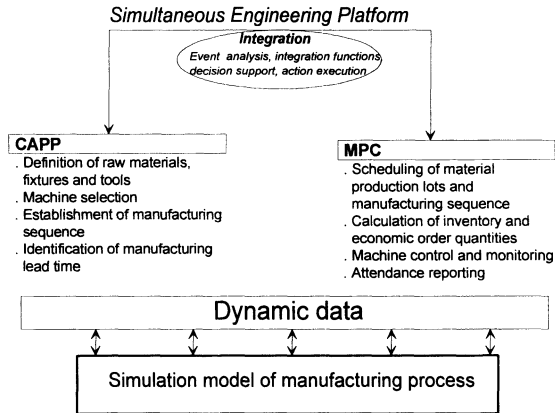 Simultaneous Engineering Platform
Integration
Event analysis, integration functions,
decision support, action execution
CAPP
. Definition of raw materials,
fixtures and tools
. Machine selection
. Establishment of manufacturing
sequence
. Identification of manufacturing
lead time
MPC
. Scheduling of material
production lots and
manufacturing sequence
. Calculation of inventory and
economic order quantities
. Machine control and monitoring
. Attendance reporting
Dynamic data
Simulation model of manufacturing process